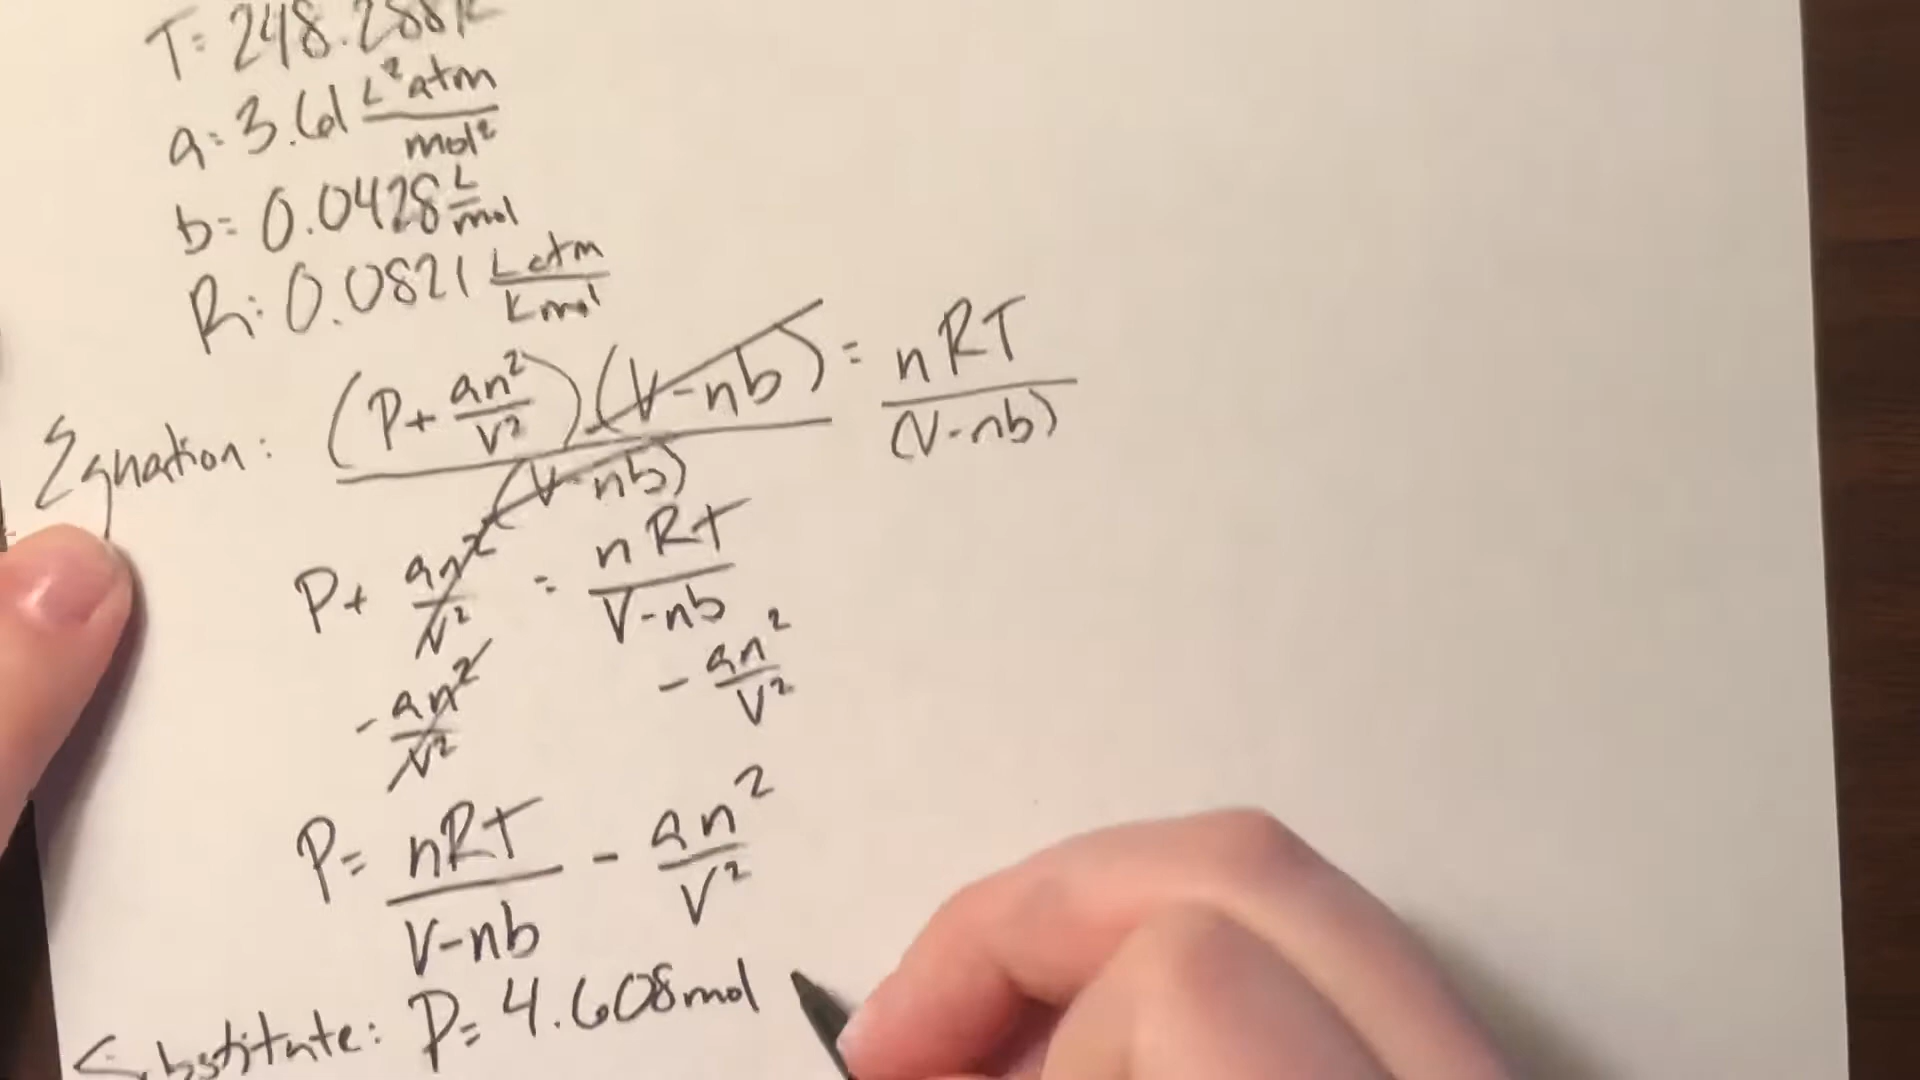 T= 248.288K
a= 3.61 L²atm/mol²
b= 0.0428 L/mol
R: 0.0821 Latm/Kmol
Equation: (P + an²/V²)(V-nb)/(V-nb) = nRT/(V-nb)
P + an²/V² = nRT/V-nb
- an²/V² - an²/V²
P= nRT/V-nb - an²/V²
Substitute: P= 4.608mol